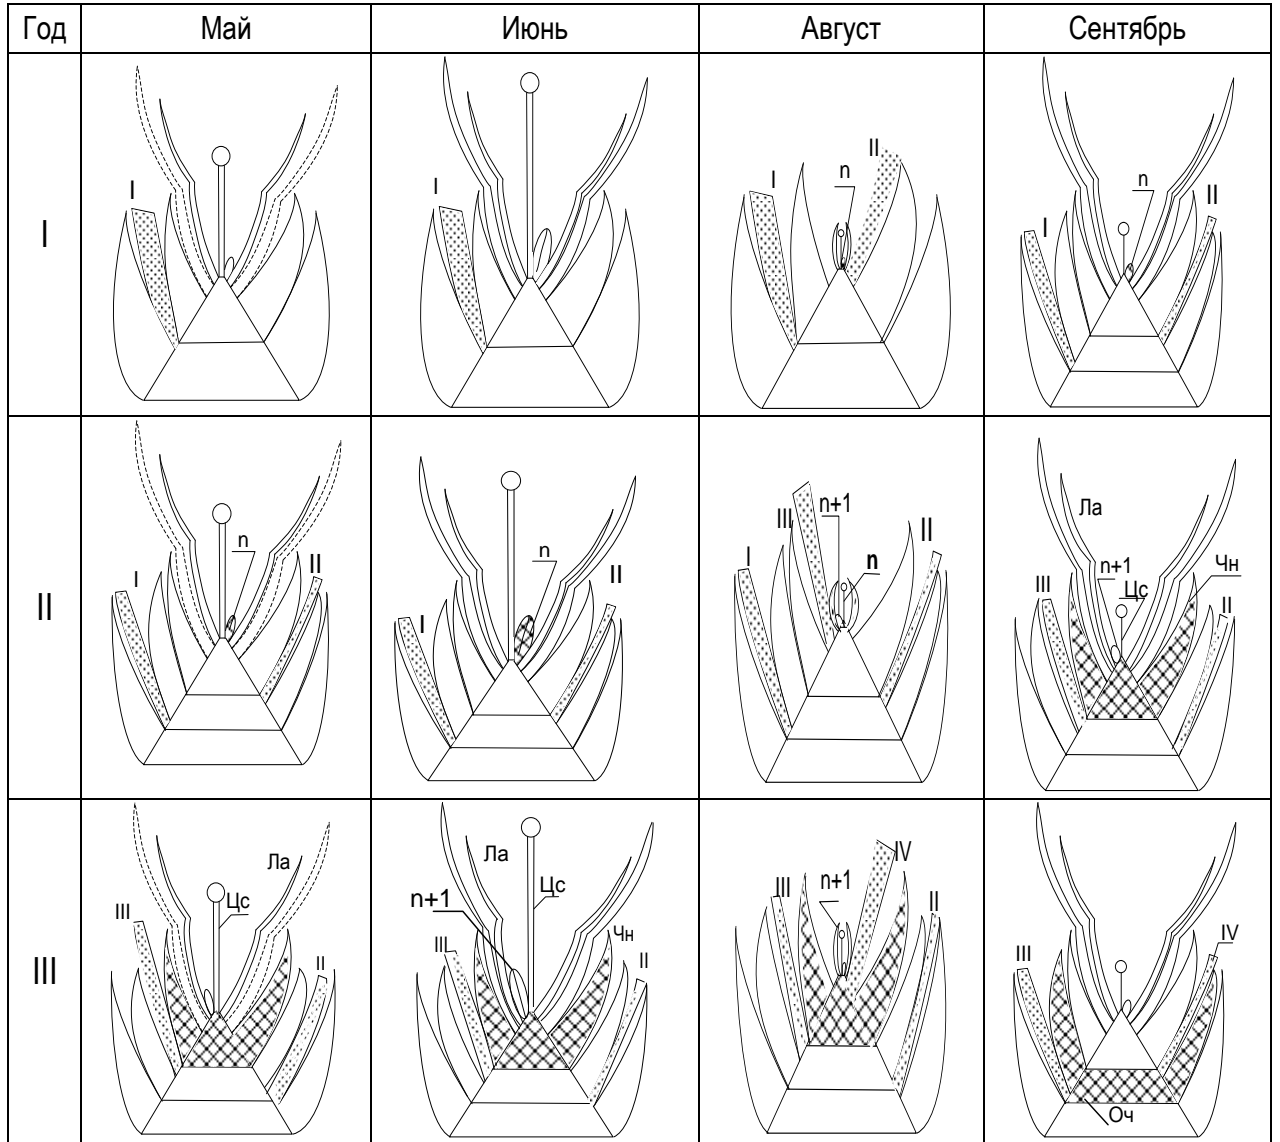 Год Май Июнь Август Сентябрь
I
I
I
I n II
I n II
II
I n II
I n II
I III n+1 n II
III Ла n+1 Цс Чн II
III
III Ла Цс II
n+1 III Ла Цс Чн II
III n+1 IV II
III IV Оч